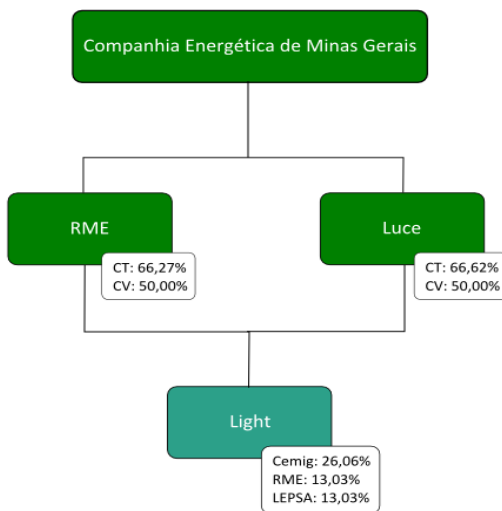 Companhia Energética de Minas Gerais
RME
CT: 66,27%
CV: 50,00%
Luce
CT: 66,62%
CV: 50,00%
Light
Cemig: 26,06%
RME: 13,03%
LEPSA: 13,03%